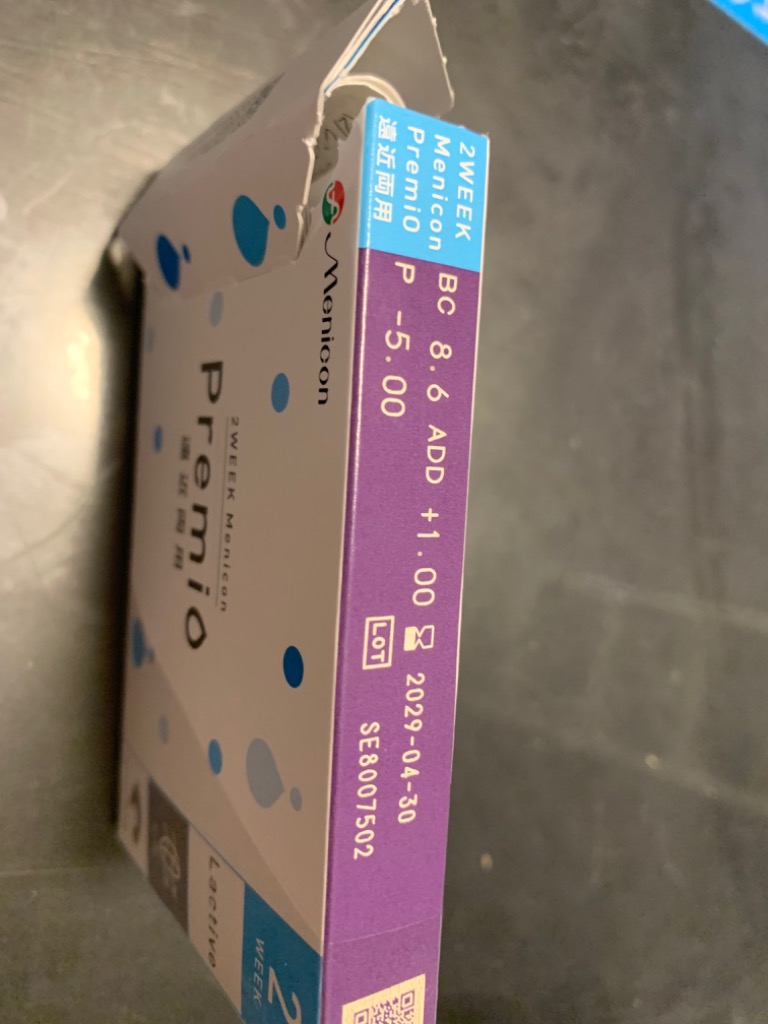 2WEEK
Menicon
Premio
遠近両用
BC 8.6 ADD +1.00
P -5.00
2029-04-30
LOT
SE8007502
Menicon
2WEEK Menicon
Premio
遠近両用
Lactive
2
WEEK